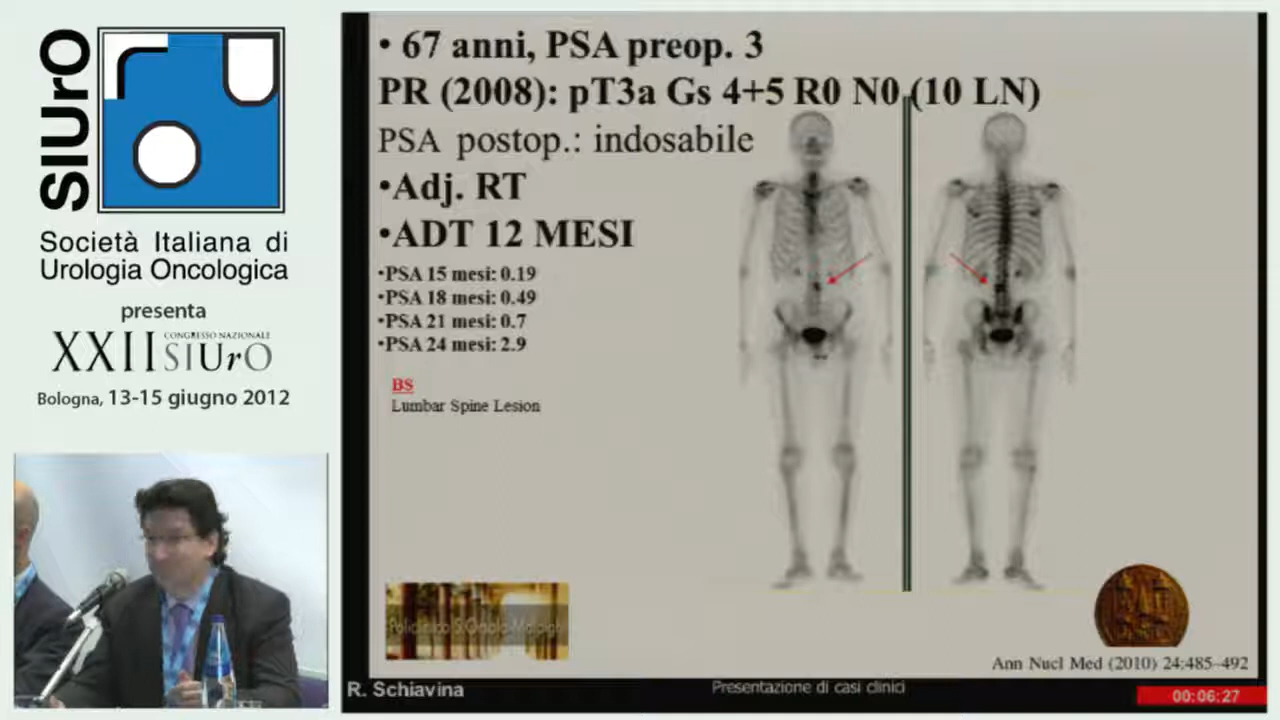 SIUrO
Società Italiana di
Urologia Oncologica
presenta
XXII CONGRESSO NAZIONALE
SIUrO
Bologna, 13-15 giugno 2012
• 67 anni, PSA preop. 3
PR (2008): pT3a Gs 4+5 R0 N0 (10 LN)
PSA postop.: indosabile
•Adj. RT
•ADT 12 MESI
•PSA 15 mesi: 0.19
•PSA 18 mesi: 0.49
•PSA 21 mesi: 0.7
•PSA 24 mesi: 2.9
BS
Lumbar Spine Lesion
Policlinico S.Orsola-Malpighi
Ann Nucl Med (2010) 24:485–492
R. Schiavina
Presentazione di casi clinici
00:06:27